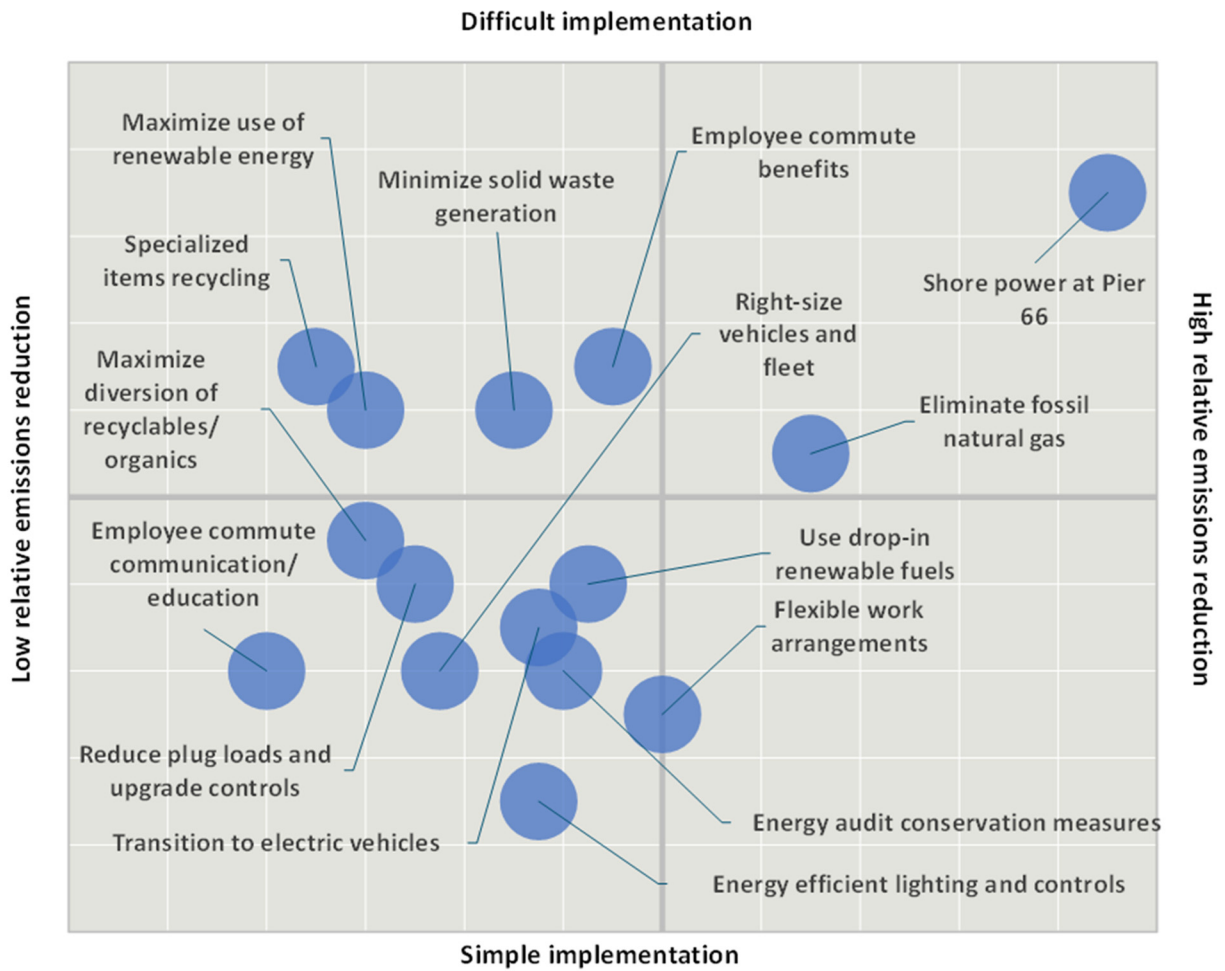 Difficult implementation
Maximize use of
renewable energy
Employee commute
benefits
Minimize solid waste
generation
Specialized
items recycling
Shore power at Pier
66
Right-size
vehicles and
fleet
Maximize
diversion of
recyclables/
organics
Eliminate fossil
natural gas
Low relative emissions reduction
High relative emissions reduction
Employee commute
communication/
education
Use drop-in
renewable fuels
Flexible work
arrangements
Reduce plug loads and
upgrade controls
Transition to electric vehicles
Energy audit conservation measures
Energy efficient lighting and controls
Simple implementation